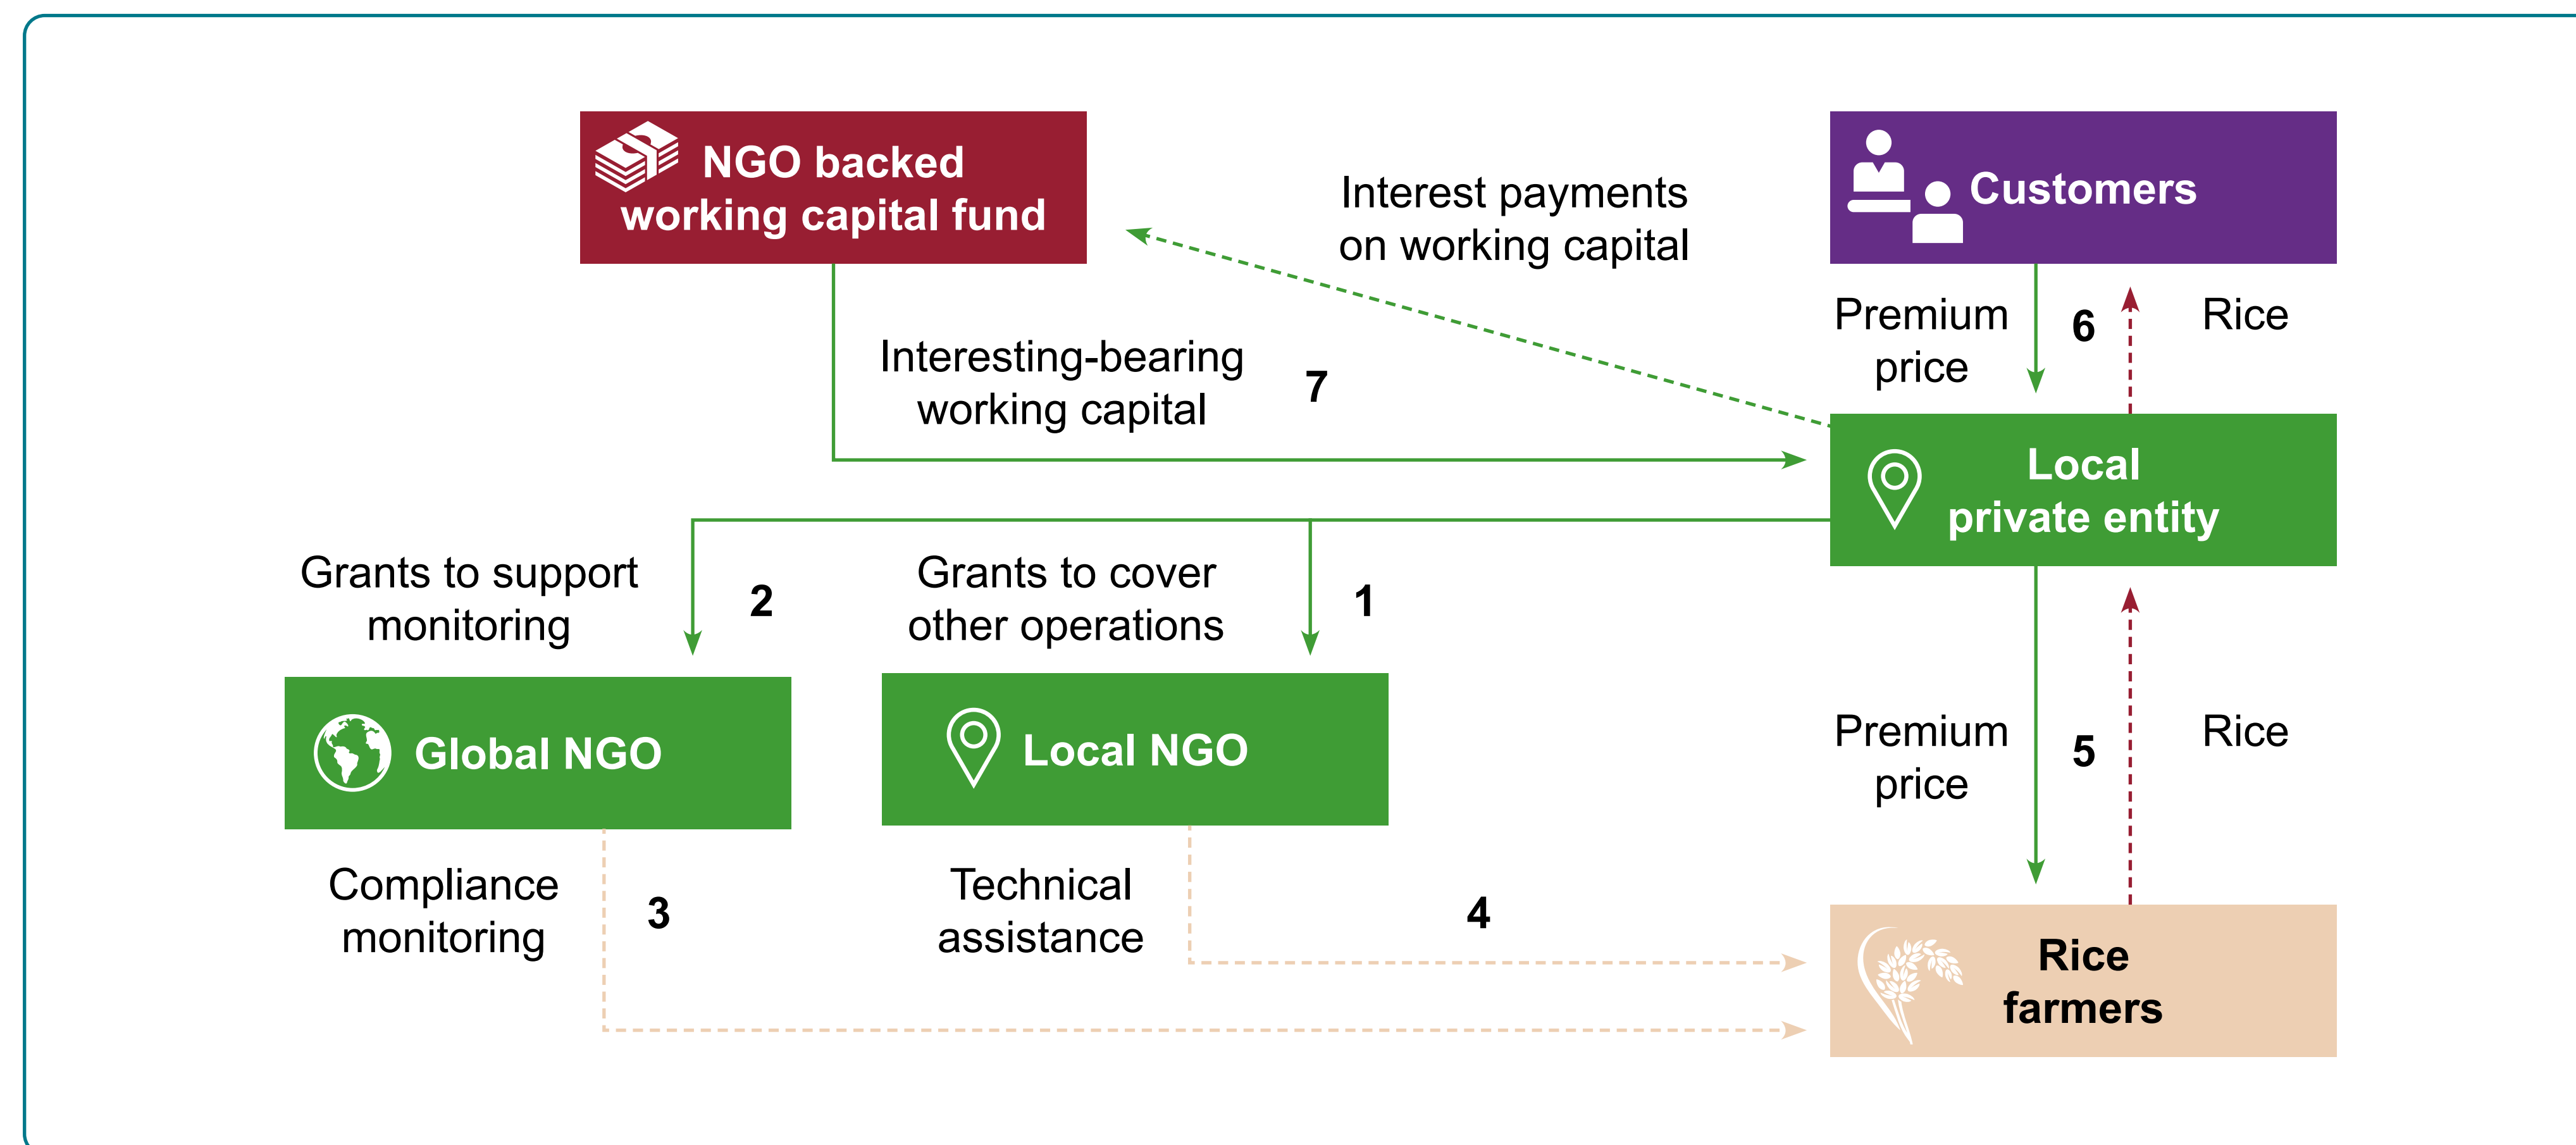 NGO backed
working capital fund
Interest payments
on working capital
Customers
Premium
price
6
Rice
Interesting-bearing
working capital
7
Local
private entity
Grants to support
monitoring
2
Grants to cover
other operations
1
Global NGO
Local NGO
Premium
price
5
Rice
Compliance
monitoring
3
Technical
assistance
4
Rice
farmers